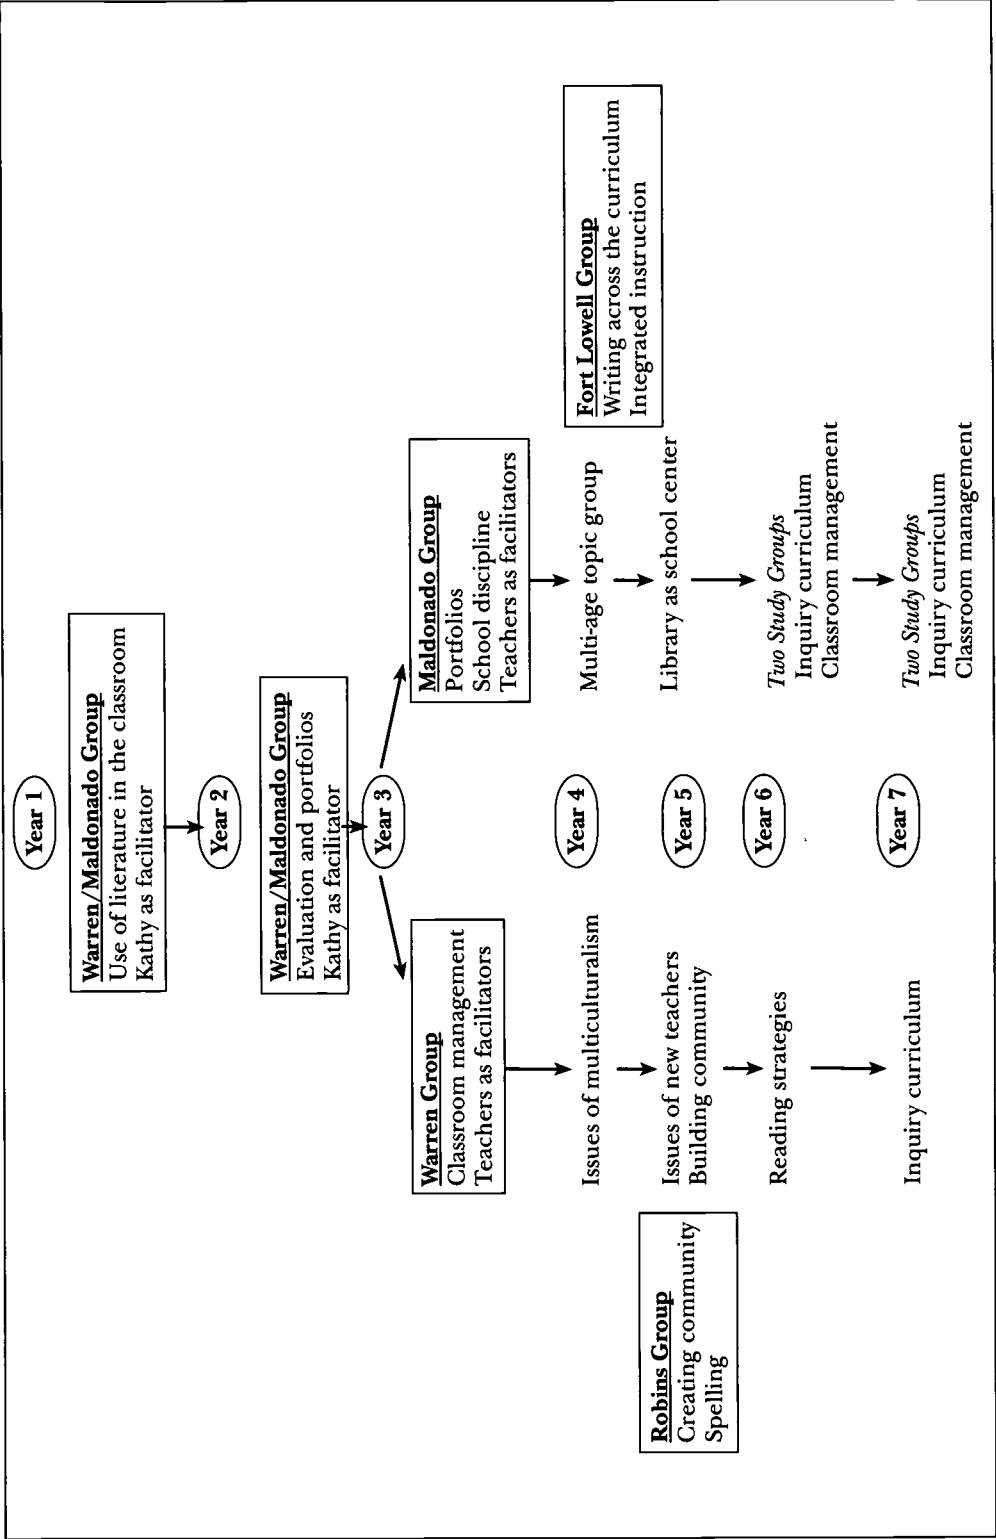 Year 1
Warren/Maldonado Group
Use of literature in the classroom
Kathy as facilitator
Year 2
Warren/Maldonado Group
Evaluation and portfolios
Kathy as facilitator
Year 3
Warren Group
Classroom management
Teachers as facilitators
Maldonado Group
Portfolios
School discipline
Teachers as facilitators
Issues of multiculturalism
Year 4
Multi-age topic group
Fort Lowell Group
Writing across the curriculum
Integrated instruction
Robins Group
Creating community
Spelling
Issues of new teachers
Building community
Year 5
Library as school center
Reading strategies
Year 6
Two Study Groups
Inquiry curriculum
Classroom management
Inquiry curriculum
Year 7
Two Study Groups
Inquiry curriculum
Classroom management